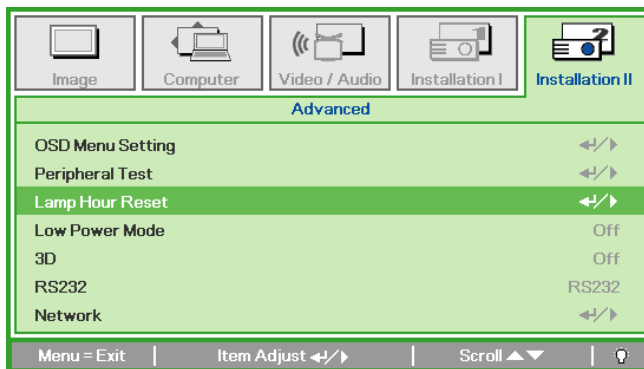 Image Computer Video / Audio Installation I Installation II
Advanced
OSD Menu Setting
Peripheral Test
Lamp Hour Reset
Low Power Mode Off
3D Off
RS232 RS232
Network
Menu = Exit Item Adjust Scroll